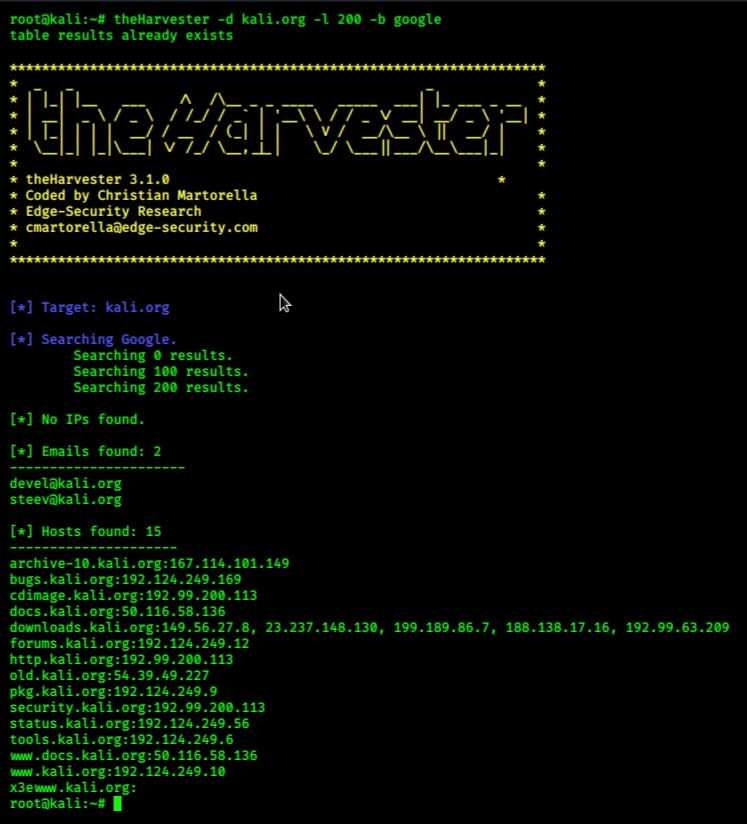 root@kali:~# theHarvester -d kali.org -l 200 -b google
table results already exists
*******************************************************************
* theHarvester *
* theHarvester 3.1.0 *
* Coded by Christian Martorella *
* Edge-Security Research *
* cmartorella@edge-security.com *
* *
*******************************************************************
[*] Target: kali.org
[*] Searching Google.
Searching 0 results.
Searching 100 results.
Searching 200 results.
[*] No IPs found.
[*] Emails found: 2
----------------------
devel@kali.org
steev@kali.org
[*] Hosts found: 15
---------------------
archive-10.kali.org:167.114.101.149
bugs.kali.org:192.124.249.169
cdimage.kali.org:192.99.200.113
docs.kali.org:50.116.58.136
downloads.kali.org:149.56.27.8, 23.237.148.130, 199.189.86.7, 188.138.17.16, 192.99.63.209
forums.kali.org:192.124.249.12
http.kali.org:192.99.200.113
old.kali.org:54.39.49.227
pkg.kali.org:192.124.249.9
security.kali.org:192.99.200.113
status.kali.org:192.124.249.56
tools.kali.org:192.124.249.6
www.docs.kali.org:50.116.58.136
www.kali.org:192.124.249.10
x3ewww.kali.org:
root@kali:~#